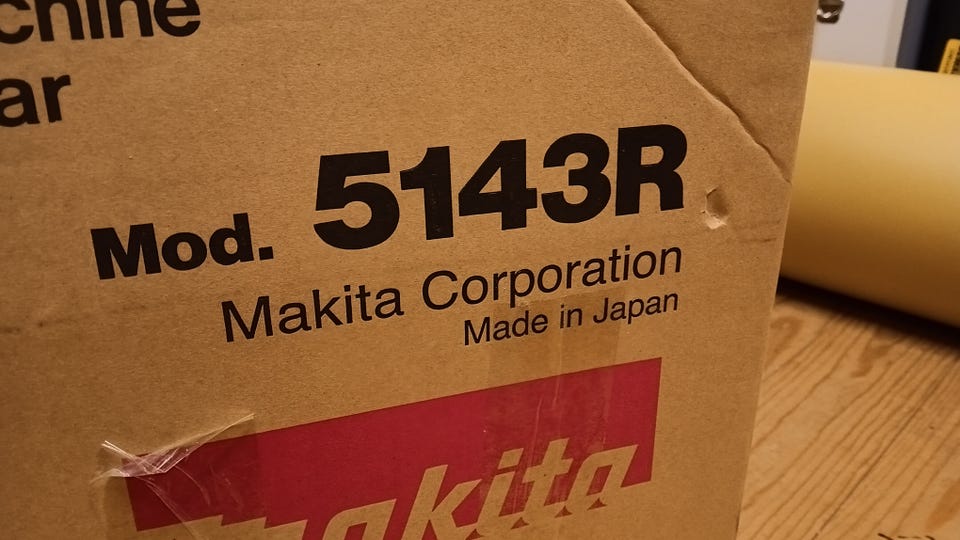 chine
ar
Mod. 5143R
Makita Corporation
Made in Japan
makita